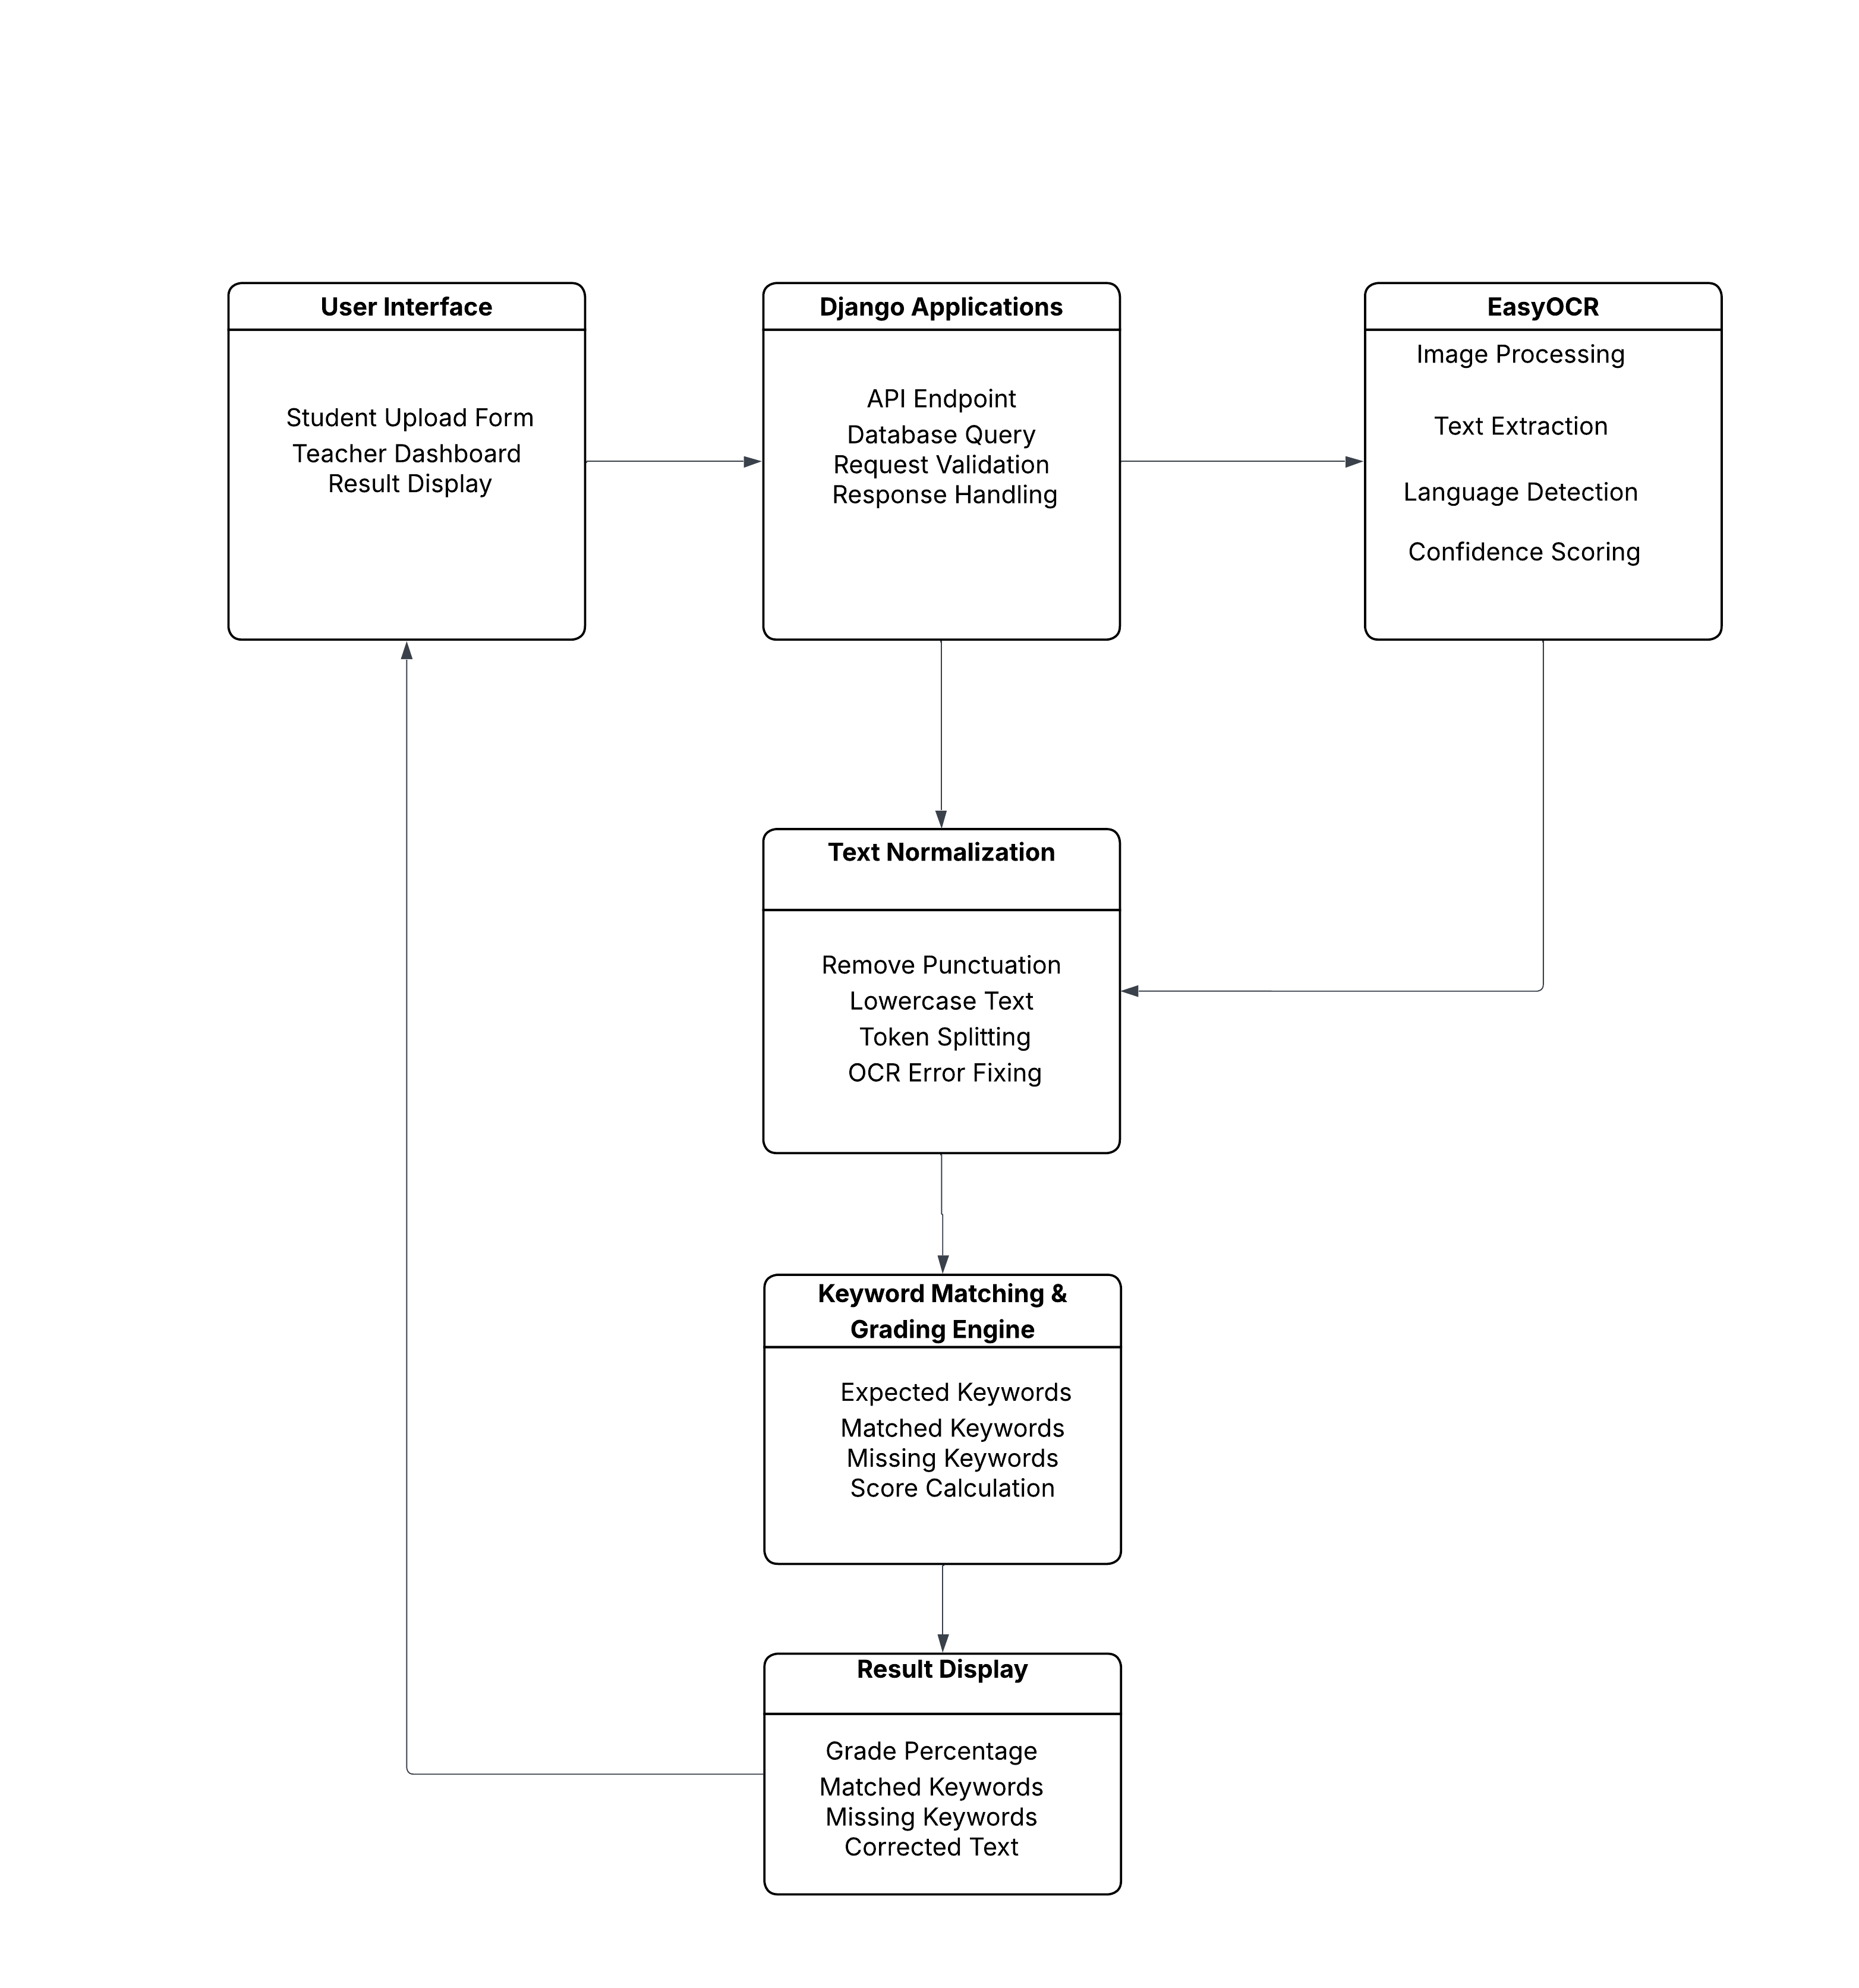 User Interface
Student Upload Form
Teacher Dashboard
Result Display
Django Applications
API Endpoint
Database Query
Request Validation
Response Handling
EasyOCR
Image Processing
Text Extraction
Language Detection
Confidence Scoring
Text Normalization
Remove Punctuation
Lowercase Text
Token Splitting
OCR Error Fixing
Keyword Matching &
Grading Engine
Expected Keywords
Matched Keywords
Missing Keywords
Score Calculation
Result Display
Grade Percentage
Matched Keywords
Missing Keywords
Corrected Text